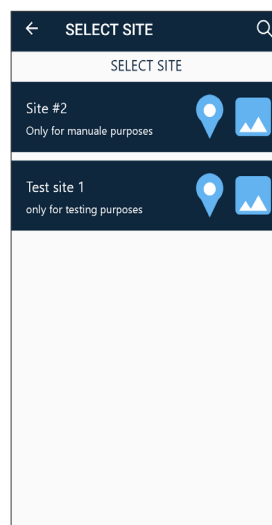 SELECT SITE
SELECT SITE
Site #2
Only for manuale purposes
Test site 1
only for testing purposes